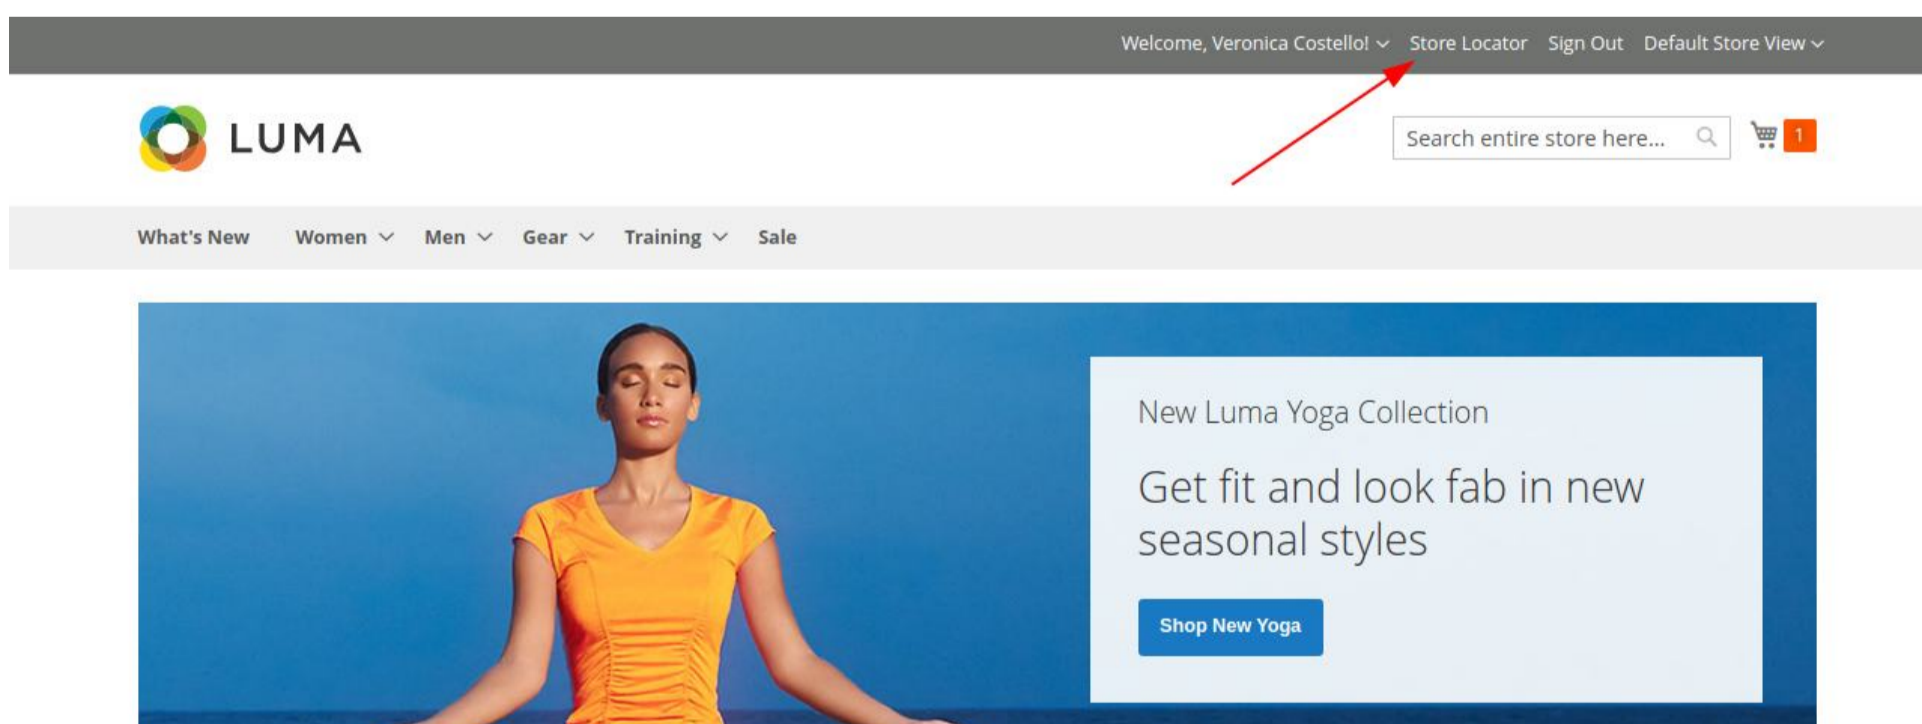 Welcome, Veronica Costello! Store Locator Sign Out Default Store View
LUMA
Search entire store here...
1
What's New Women Men Gear Training Sale
New Luma Yoga Collection
Get fit and look fab in new
seasonal styles
Shop New Yoga